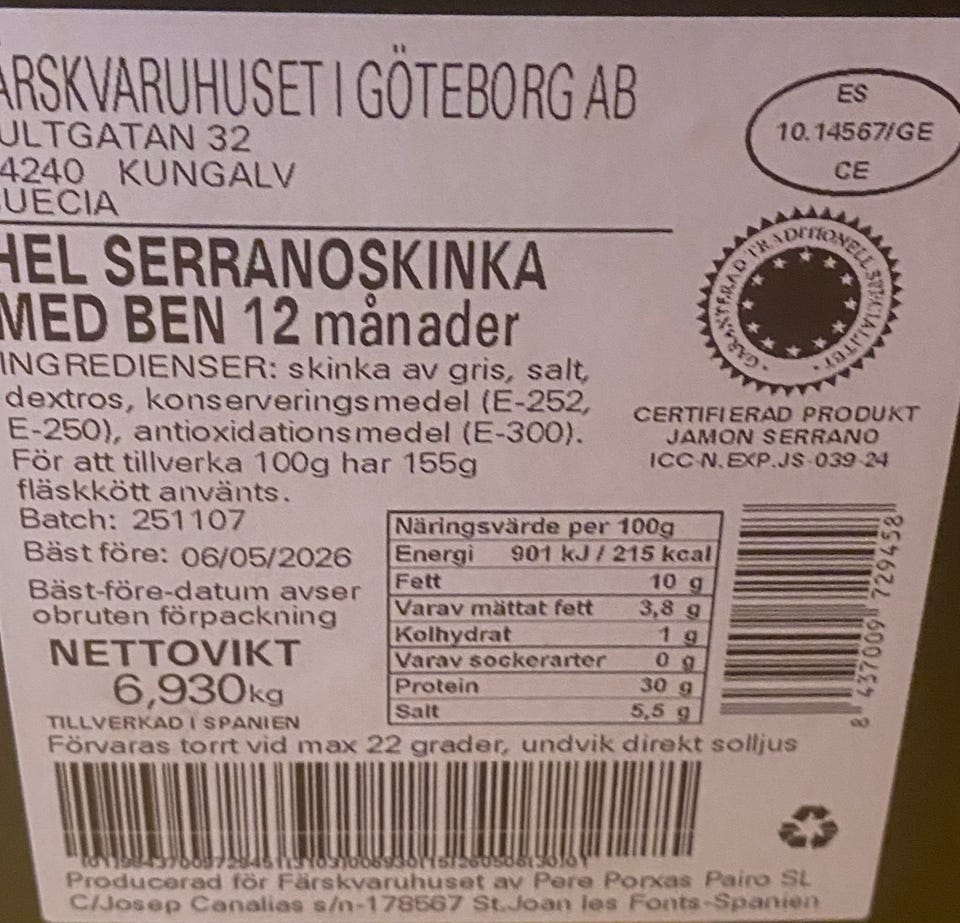 ÄRSKVARUHUSET I GÖTEBORG AB
ULTGATAN 32
4240 KUNGALV
UECIA
ES
10.14567/GE
CE
HEL SERRANOSKINKA
MED BEN 12 månader
GARANTERAD TRADITIONELL SPECIALITET
INGREDIENSER: skinka av gris, salt,
dextros, konserveringsmedel (E-252,
E-250), antioxidationsmedel (E-300).
För att tillverka 100g har 155g
fläskkött använts.
CERTIFIERAD PRODUKT
JAMON SERRANO
ICC-N.EXP.JS-039-24
Batch: 251107
Bäst före: 06/05/2026
Bäst-före-datum avser
obruten förpackning
NETTOVIKT
6,930kg
TILLVERKAD I SPANIEN
Näringsvärde per 100g
Energi 901 kJ / 215 kcal
Fett 10 g
Varav mättat fett 3,8 g
Kolhydrat 1 g
Varav sockerarter 0 g
Protein 30 g
Salt 5,5 g
8 437009 729458
Förvaras torrt vid max 22 grader, undvik direkt solljus
Producerad för Färskvaruhuset av Pere Porxas Pairo SL
C/Josep Canalias s/n-178567 St.Joan les Fonts-Spanien